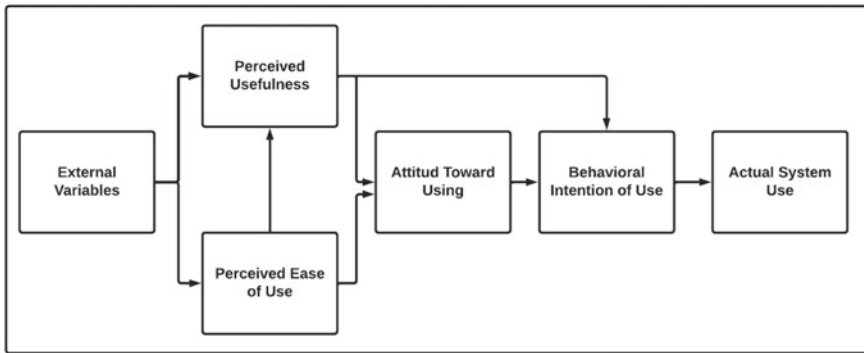 Perceived
Usefulness
External
Variables
Attitud Toward
Using
Behavioral
Intention of Use
Actual System
Use
Perceived Ease
of Use